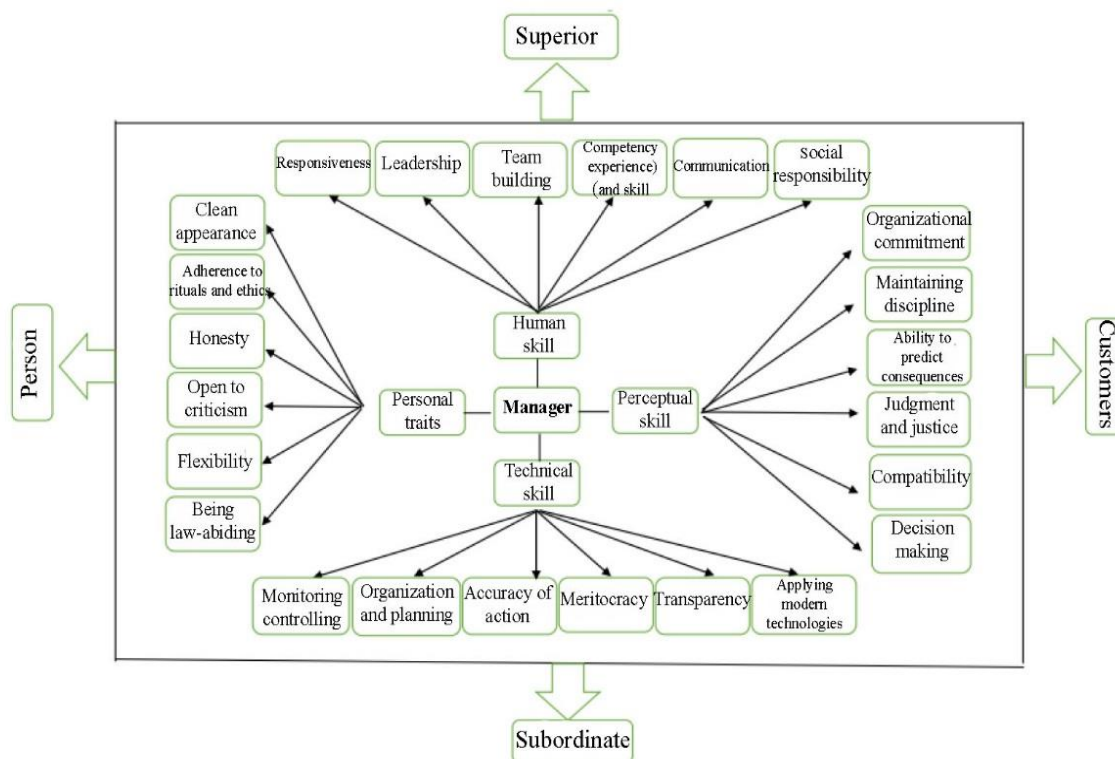 Superior
Responsiveness
Leadership
Team
building
Competency
experience)
(and skill
Communication
social
responsibility
Clean
appearance
Adherence to
rituals and ethics
Honesty
Open to
criticism
Flexibility
Being
law-abiding
Person
Human
skill
Personal
traits
Manager
Perceptual
skill
Technical
skill
Organizational
commitment
Maintaining
discipline
Ability to
predict
consequences
Judgment
and justice
Compatibility
Decision
making
Customers
Monitoring
controlling
Organization
and planning
Accuracy of
action
Meritocracy
Transparency
Applying
modern
technologies
Subordinate